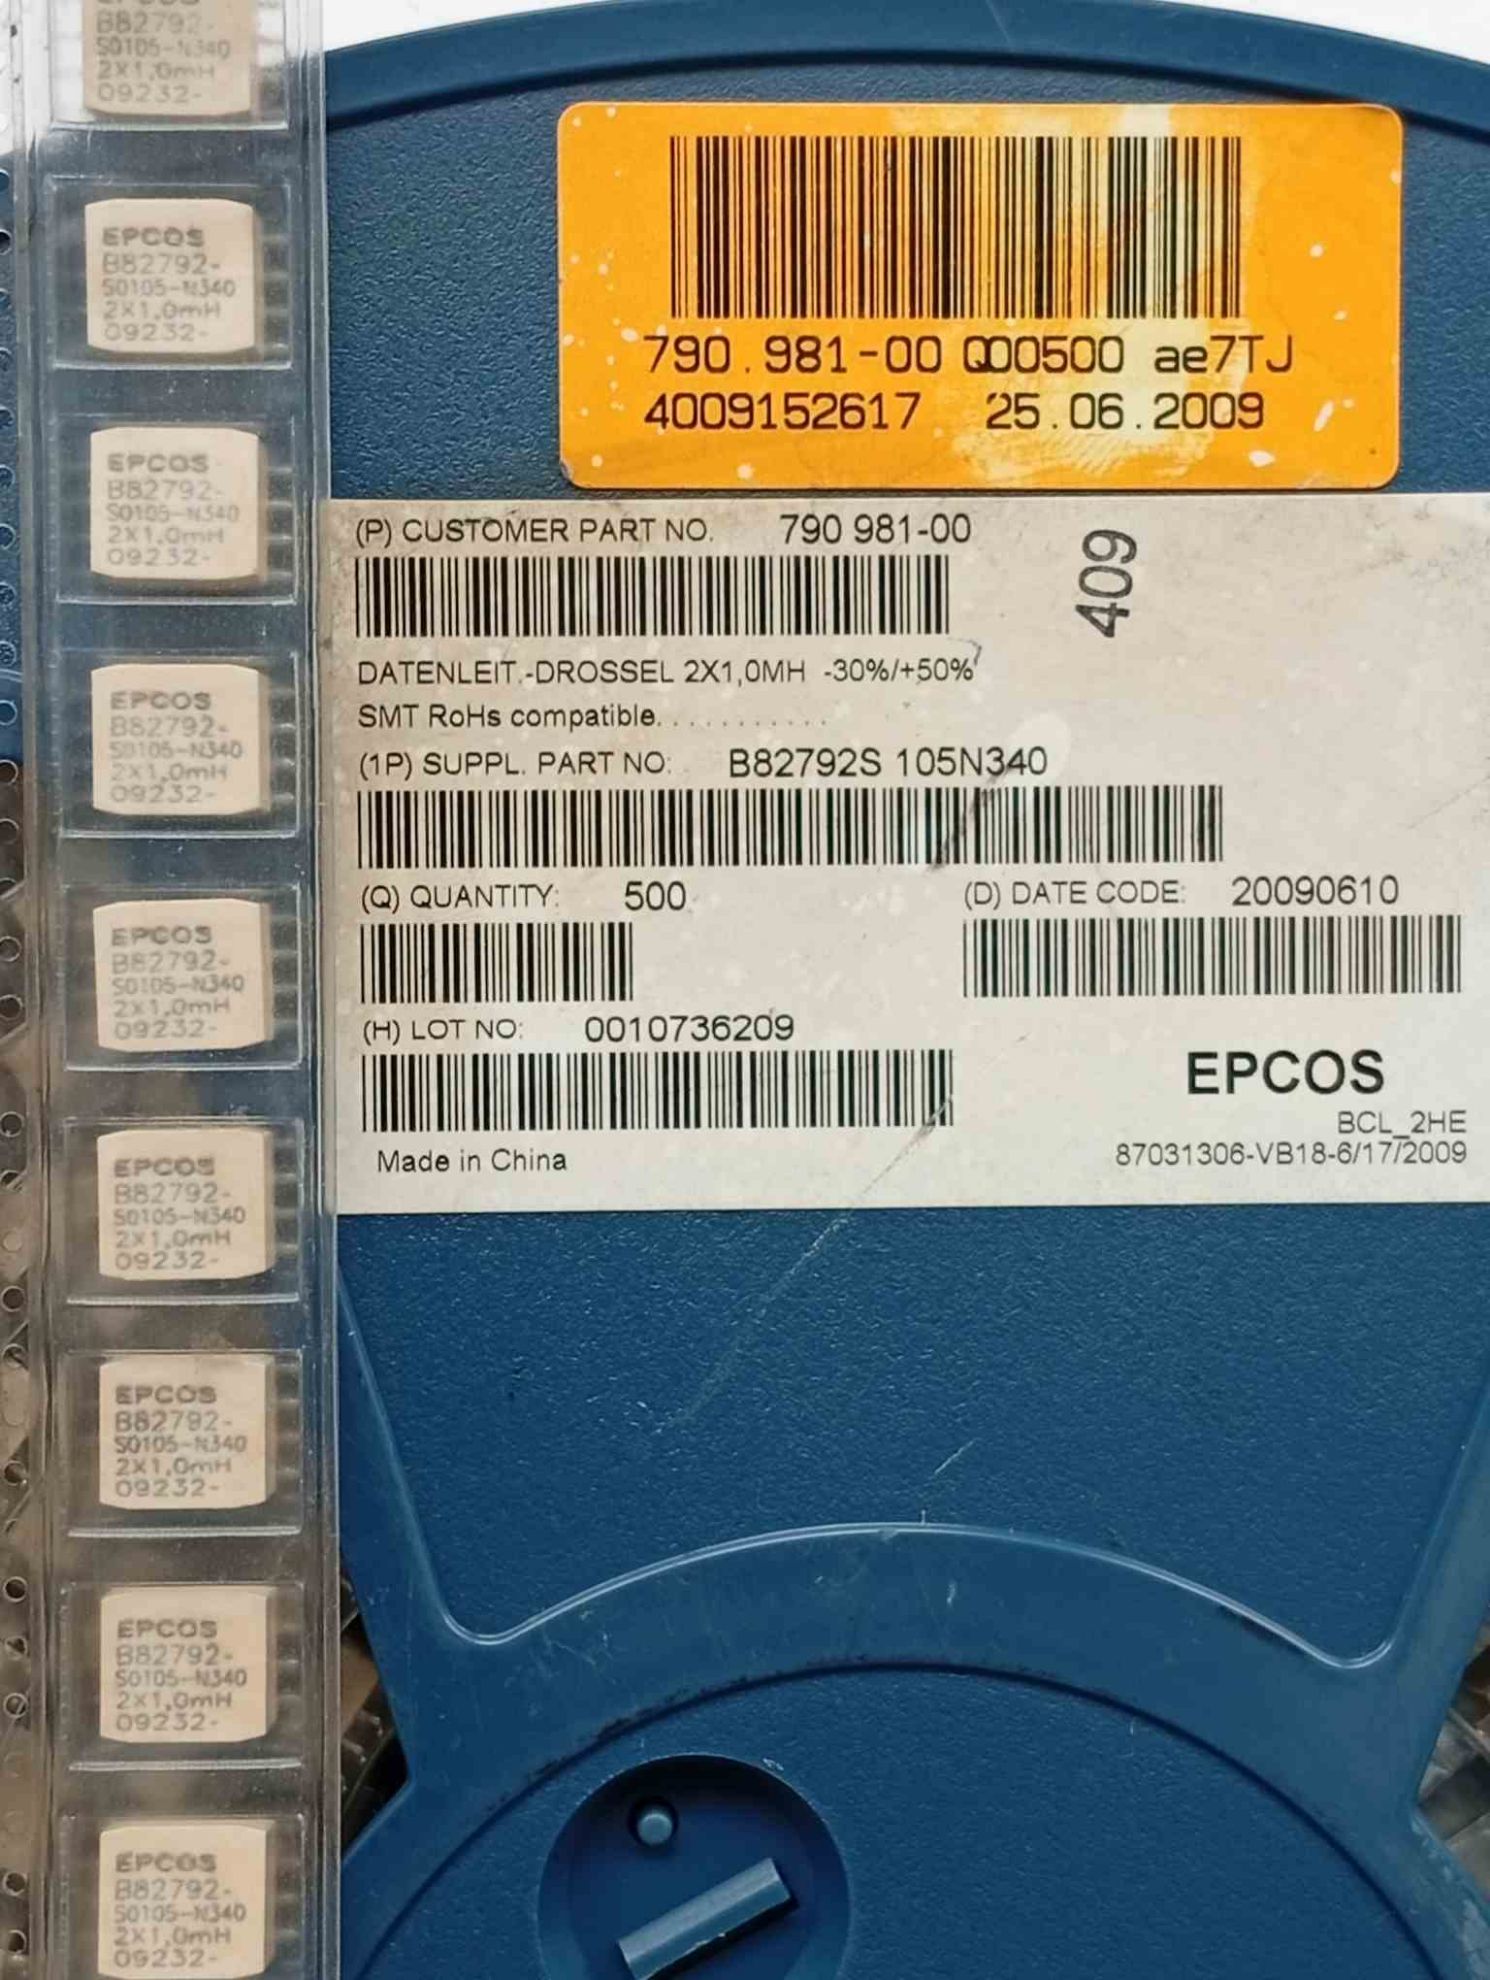 B82792-
S0105-N340
2X1,0mH
09232-
EPCOS
B82792-
S0105-N340
2X1,0mH
09232-
EPCOS
B82792-
S0105-N340
2X1,0mH
09232-
EPCOS
B82792-
S0105-N340
2X1,0mH
09232-
EPCOS
B82792-
S0105-N340
2X1,0mH
09232-
EPCOS
B82792-
S0105-N340
2X1,0mH
09232-
EPCOS
B82792-
S0105-N340
2X1,0mH
09232-
EPCOS
B82792-
S0105-N340
2X1,0mH
09232-
EPCOS
B82792-
S0105-N340
2X1,0mH
09232-
790.981-00 Q00500 ae7TJ
4009152617 25.06.2009
(P) CUSTOMER PART NO. 790 981-00
409
DATENLEIT.-DROSSEL 2X1,0MH -30%/+50%
SMT RoHs compatible...........
(1P) SUPPL. PART NO: B82792S 105N340
(Q) QUANTITY: 500
(D) DATE CODE: 20090610
(H) LOT NO: 0010736209
EPCOS
BCL_2HE
Made in China
87031306-VB18-6/17/2009